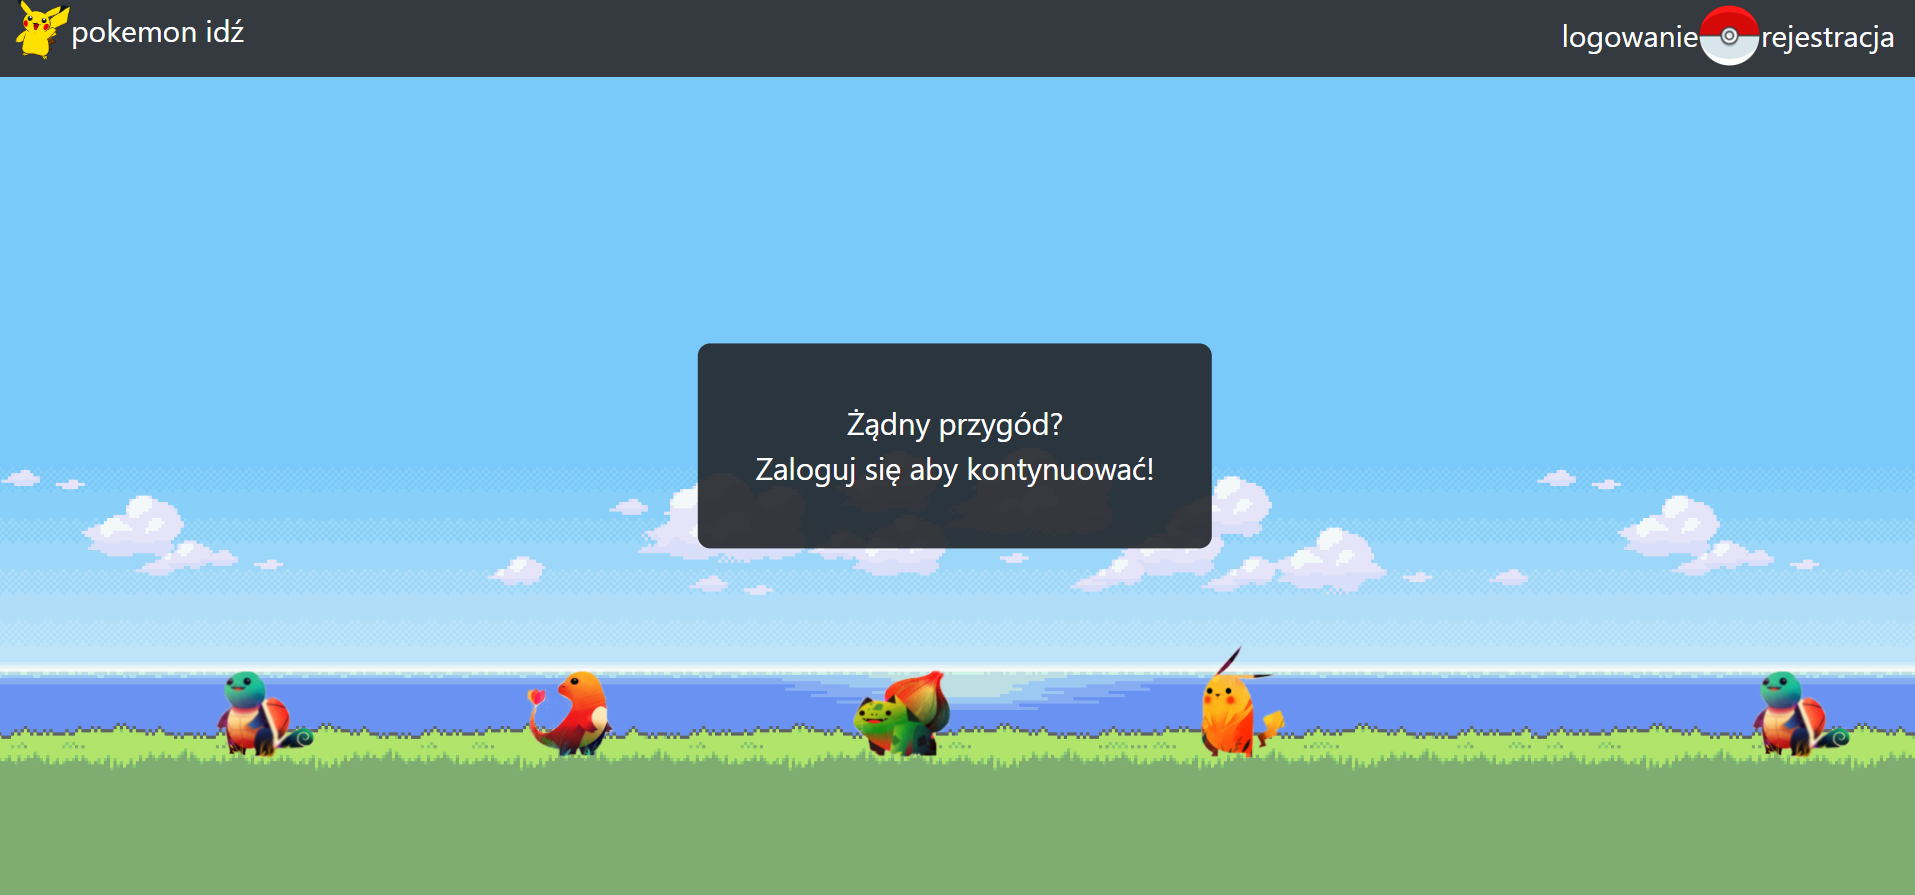 pokemon idź
logowanie rejestracja
Żądny przygód?
Zaloguj się aby kontynuować!